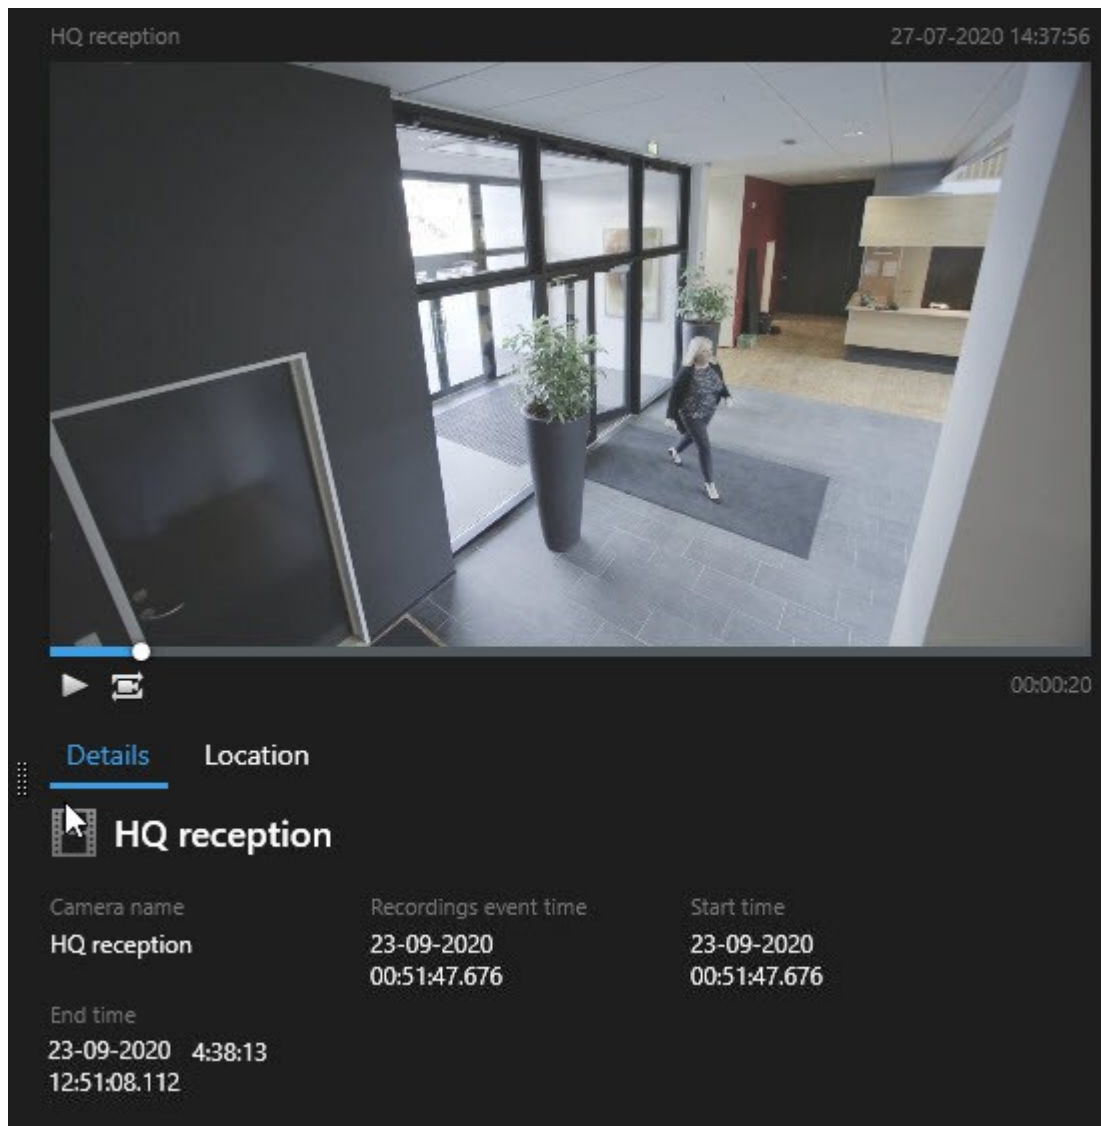 HQ reception 27-07-2020 14:37:56
00:00:20
Details Location
HQ reception
Camera name Recordings event time Start time
HQ reception 23-09-2020 23-09-2020
00:51:47.676 00:51:47.676
End time
23-09-2020 4:38:13
12:51:08.112